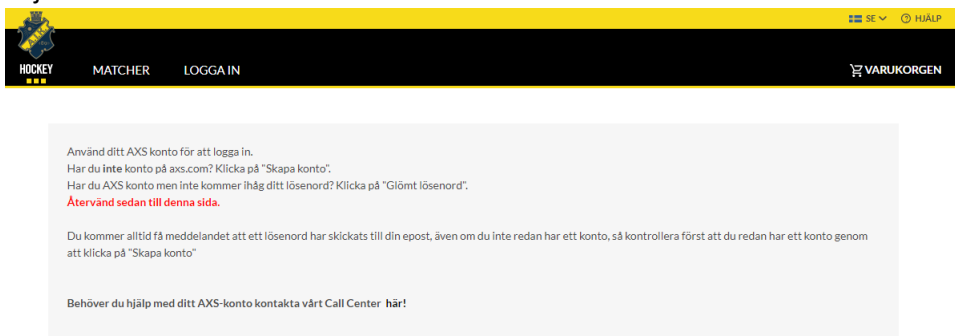 SE
HJÄLP
A.I.K.
HOCKEY
MATCHER
LOGGA IN
VARUKORGEN
Använd ditt AXS konto för att logga in.
Har du inte konto på axs.com? Klicka på "Skapa konto".
Har du AXS konto men inte kommer ihåg ditt lösenord? Klicka på "Glömt lösenord".
Återvänd sedan till denna sida.
Du kommer alltid få meddelandet att ett lösenord har skickats till din epost, även om du inte redan har ett konto, så kontrollera först att du redan har ett konto genom
att klicka på "Skapa konto"
Behöver du hjälp med ditt AXS-konto kontakta vårt Call Center här!